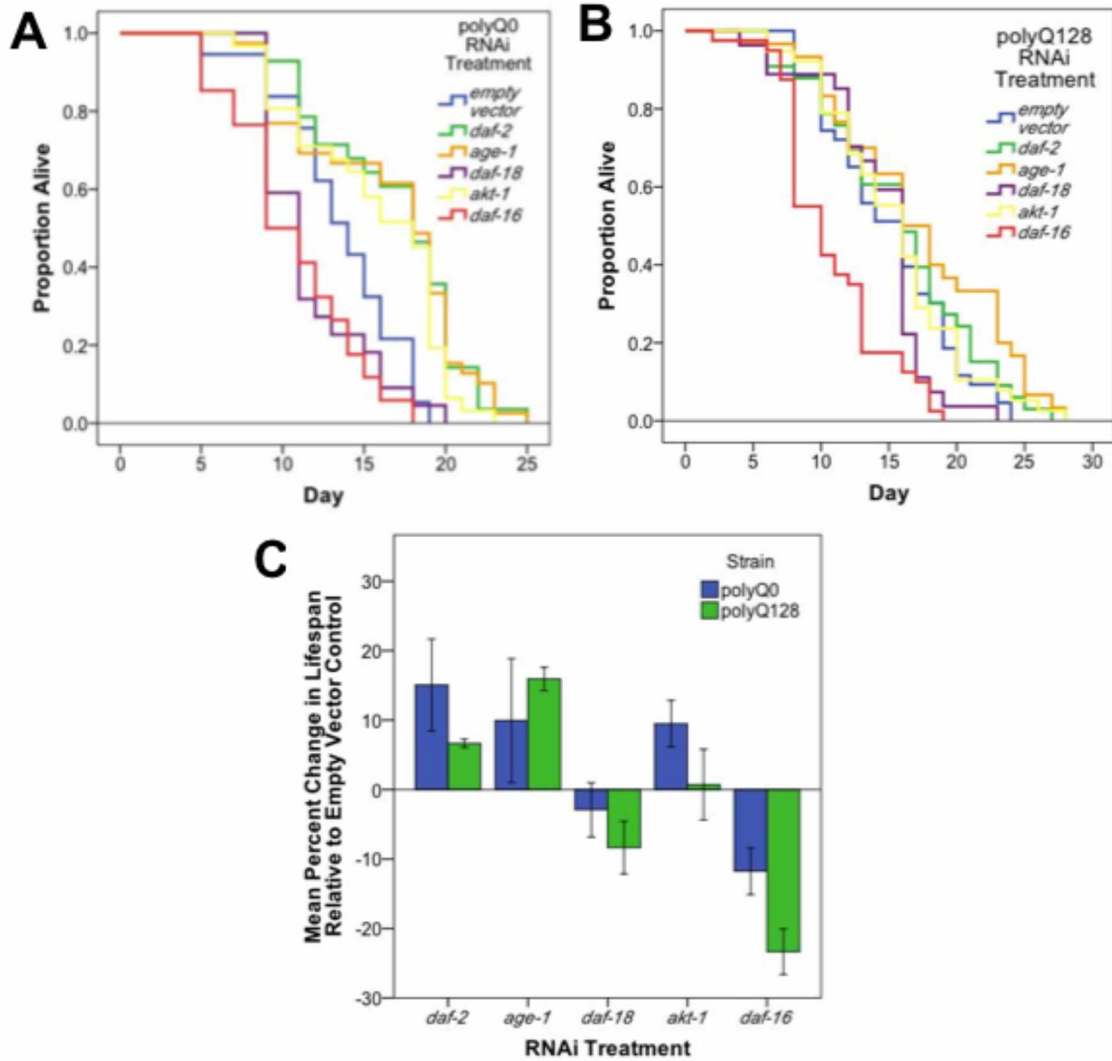 A
polyQ0
RNAi
Treatment
empty
vector
daf-2
age-1
daf-18
akt-1
daf-16
Proportion Alive
1.0
0.8
0.6
0.4
0.2
0.0
0 5 10 15 20 25
Day
B
polyQ128
RNAi
Treatment
empty
vector
daf-2
age-1
daf-18
akt-1
daf-16
Proportion Alive
1.0
0.8
0.6
0.4
0.2
0.0
0 5 10 15 20 25 30
Day
C
Strain
polyQ0
polyQ128
Mean Percent Change in Lifespan
Relative to Empty Vector Control
30
20
10
0
-10
-20
-30
daf-2 age-1 daf-18 akt-1 daf-16
RNAi Treatment